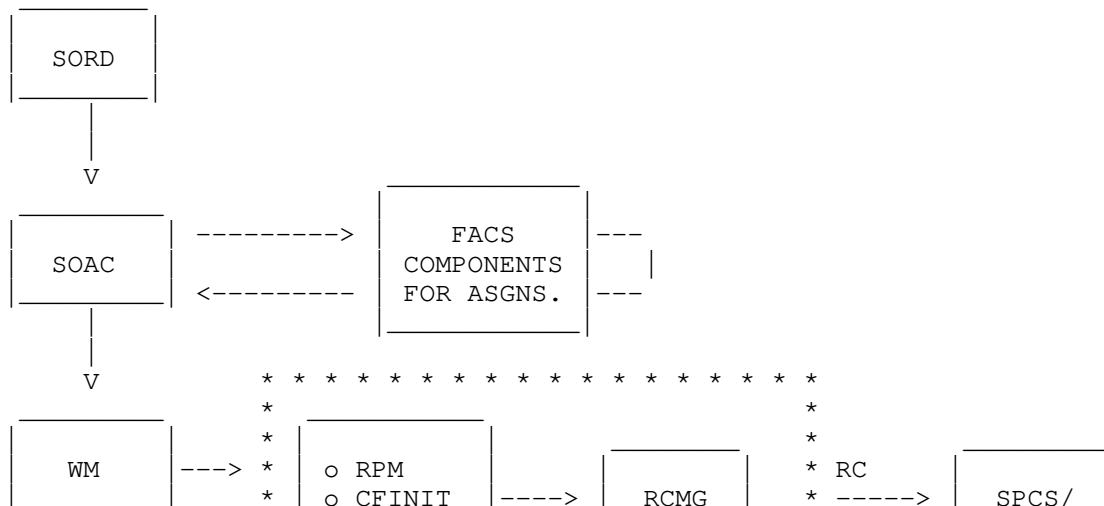 SORD
SOAC
FACS
COMPONENTS
FOR ASGNS.
WM
o RPM
RC
o CFINIT
RCMG
SPCS/